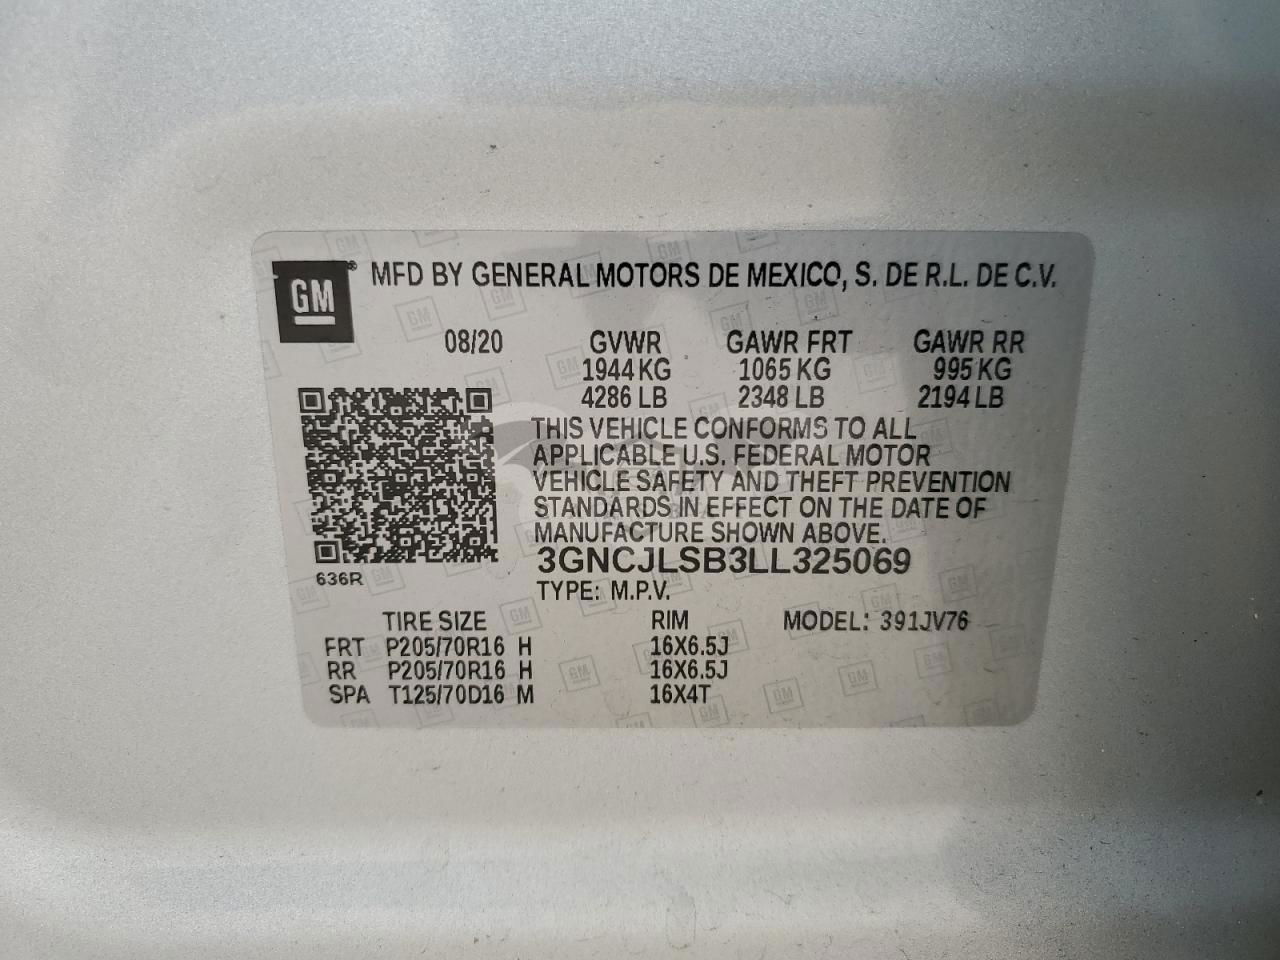 GM® MFD BY GENERAL MOTORS DE MEXICO, S. DE R.L. DE C.V.
08/20 GVWR GAWR FRT GAWR RR
1944 KG 1065 KG 995 KG
4286 LB 2348 LB 2194 LB
THIS VEHICLE CONFORMS TO ALL
APPLICABLE U.S. FEDERAL MOTOR
VEHICLE SAFETY AND THEFT PREVENTION
STANDARDS IN EFFECT ON THE DATE OF
MANUFACTURE SHOWN ABOVE.
3GNCJLSB3LL325069
636R
TYPE: M.P.V.
TIRE SIZE RIM MODEL: 391JV76
FRT P205/70R16 H 16X6.5J
RR P205/70R16 H 16X6.5J
SPA T125/70D16 M 16X4T